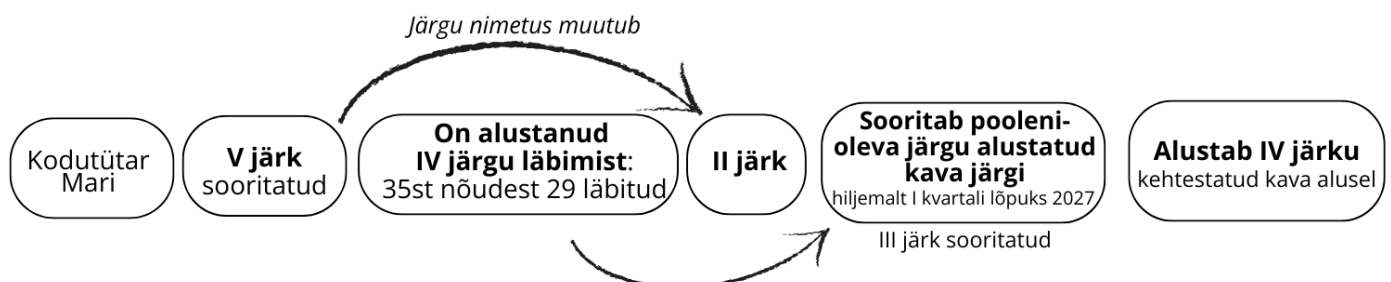 Järgu nimetus muutub
Kodutütar
Mari
V järk
sooritatud
On alustanud
IV järgu läbimist:
35st nõudest 29 läbitud
II järk
Sooritab pooleni-
oleva järgu alustatud
kava järgi
hiljemalt I kvartali lõpuks 2027
III järk sooritatud
Alustab IV järku
kehtestatud kava alusel